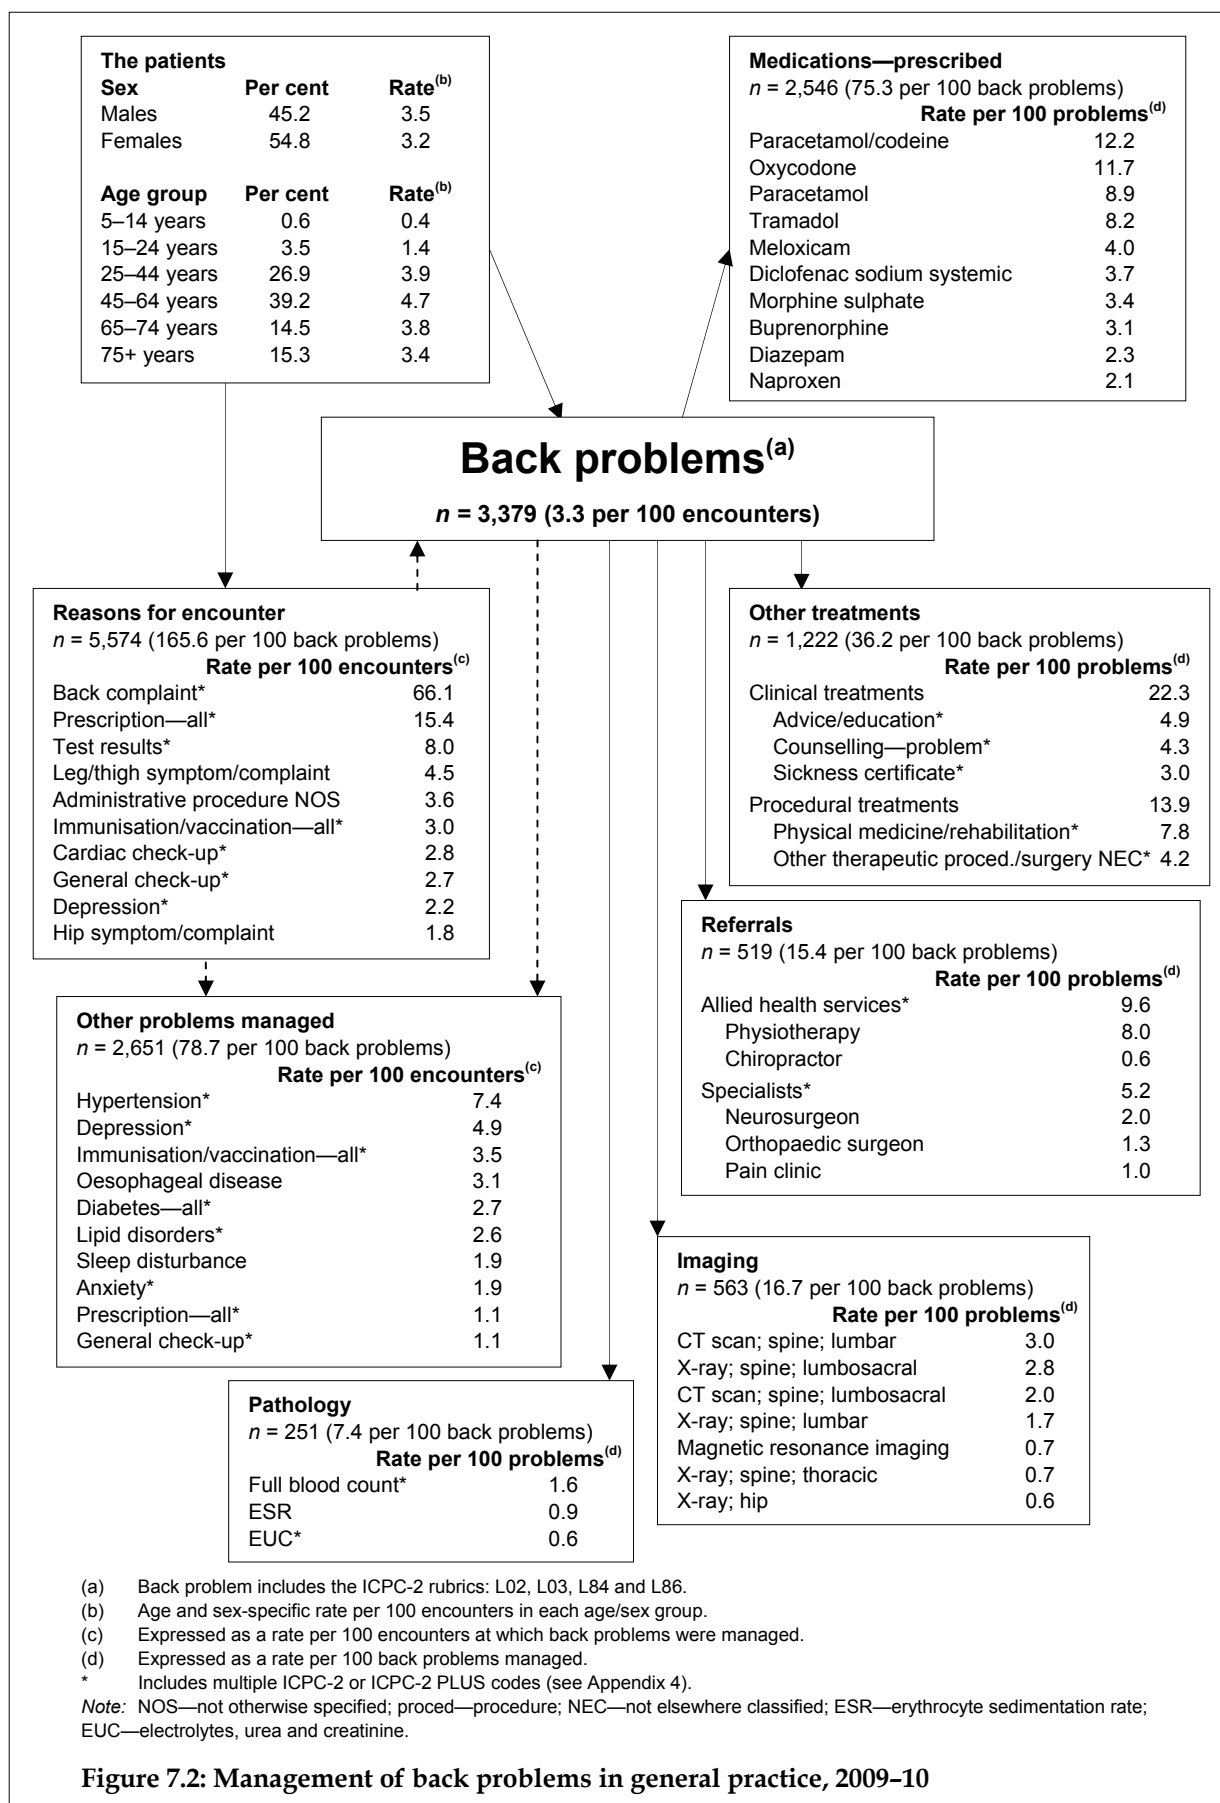 The patients
Sex Per cent Rate(b)
Males 45.2 3.5
Females 54.8 3.2
Age group Per cent Rate(b)
5–14 years 0.6 0.4
15–24 years 3.5 1.4
25–44 years 26.9 3.9
45–64 years 39.2 4.7
65–74 years 14.5 3.8
75+ years 15.3 3.4
Medications—prescribed
n = 2,546 (75.3 per 100 back problems)
Rate per 100 problems(d)
Paracetamol/codeine 12.2
Oxycodone 11.7
Paracetamol 8.9
Tramadol 8.2
Meloxicam 4.0
Diclofenac sodium systemic 3.7
Morphine sulphate 3.4
Buprenorphine 3.1
Diazepam 2.3
Naproxen 2.1
Back problems(a)
n = 3,379 (3.3 per 100 encounters)
Reasons for encounter
n = 5,574 (165.6 per 100 back problems)
Rate per 100 encounters(c)
Back complaint* 66.1
Prescription—all* 15.4
Test results* 8.0
Leg/thigh symptom/complaint 4.5
Administrative procedure NOS 3.6
Immunisation/vaccination—all* 3.0
Cardiac check-up* 2.8
General check-up* 2.7
Depression* 2.2
Hip symptom/complaint 1.8
Other treatments
n = 1,222 (36.2 per 100 back problems)
Rate per 100 problems(d)
Clinical treatments 22.3
Advice/education* 4.9
Counselling—problem* 4.3
Sickness certificate* 3.0
Procedural treatments 13.9
Physical medicine/rehabilitation* 7.8
Other therapeutic proced./surgery NEC* 4.2
Referrals
n = 519 (15.4 per 100 back problems)
Rate per 100 problems(d)
Allied health services* 9.6
Physiotherapy 8.0
Chiropractor 0.6
Specialists* 5.2
Neurosurgeon 2.0
Orthopaedic surgeon 1.3
Pain clinic 1.0
Other problems managed
n = 2,651 (78.7 per 100 back problems)
Rate per 100 encounters(c)
Hypertension* 7.4
Depression* 4.9
Immunisation/vaccination—all* 3.5
Oesophageal disease 3.1
Diabetes—all* 2.7
Lipid disorders* 2.6
Sleep disturbance 1.9
Anxiety* 1.9
Prescription—all* 1.1
General check-up* 1.1
Imaging
n = 563 (16.7 per 100 back problems)
Rate per 100 problems(d)
CT scan; spine; lumbar 3.0
X-ray; spine; lumbosacral 2.8
CT scan; spine; lumbosacral 2.0
X-ray; spine; lumbar 1.7
Magnetic resonance imaging 0.7
X-ray; spine; thoracic 0.7
X-ray; hip 0.6
Pathology
n = 251 (7.4 per 100 back problems)
Rate per 100 problems(d)
Full blood count* 1.6
ESR 0.9
EUC* 0.6
(a) Back problem includes the ICPC-2 rubrics: L02, L03, L84 and L86.
(b) Age and sex-specific rate per 100 encounters in each age/sex group.
(c) Expressed as a rate per 100 encounters at which back problems were managed.
(d) Expressed as a rate per 100 back problems managed.
* Includes multiple ICPC-2 or ICPC-2 PLUS codes (see Appendix 4).
Note: NOS—not otherwise specified; proced—procedure; NEC—not elsewhere classified; ESR—erythrocyte sedimentation rate;
EUC—electrolytes, urea and creatinine.
Figure 7.2: Management of back problems in general practice, 2009–10